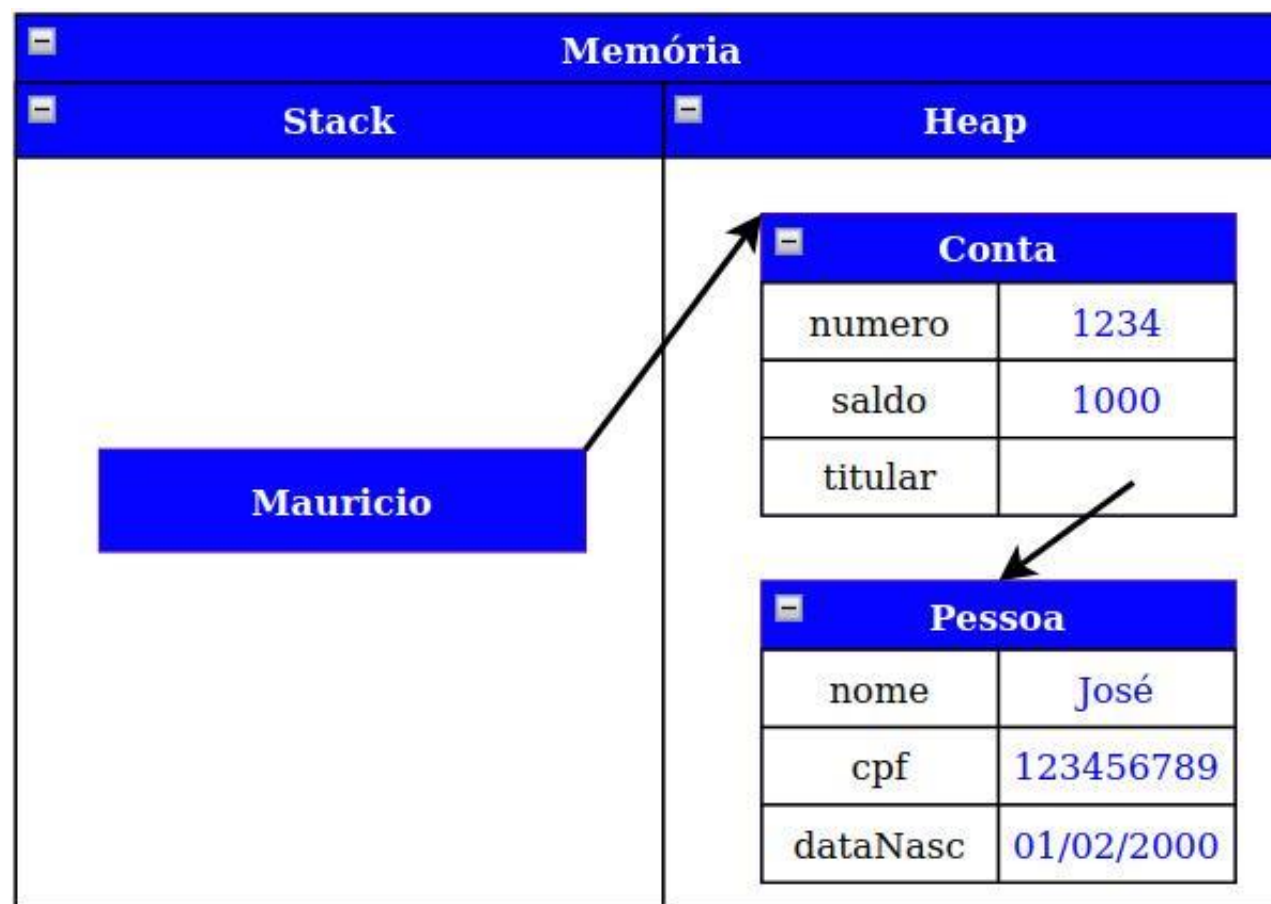 Memória
Stack
Heap
Mauricio
Conta
numero 1234
saldo 1000
titular
Pessoa
nome José
cpf 123456789
dataNasc 01/02/2000